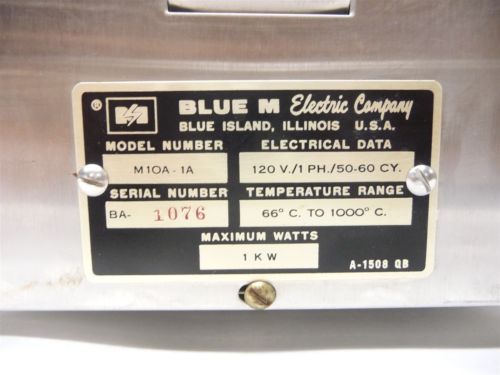 ® BLUE M Electric Company
BLUE ISLAND, ILLINOIS U.S.A.
MODEL NUMBER ELECTRICAL DATA
M10A-1A 120 V./1 PH./50-60 CY.
SERIAL NUMBER TEMPERATURE RANGE
BA- 1076 66° C. TO 1000° C.
MAXIMUM WATTS
1 KW
A-1508 QB